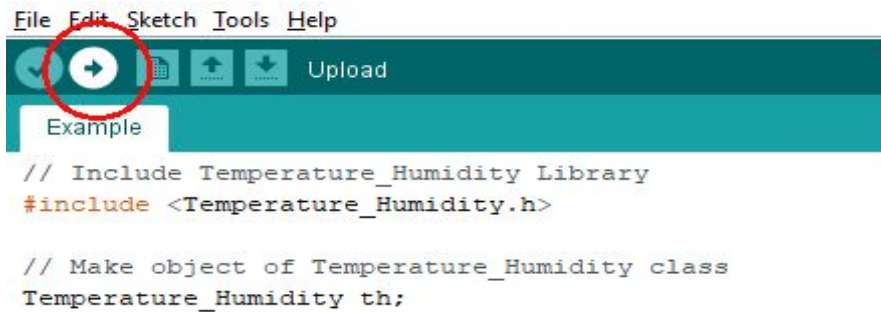 File Edit Sketch Tools Help
Upload
Example
// Include Temperature_Humidity Library
#include <Temperature_Humidity.h>
// Make object of Temperature_Humidity class
Temperature_Humidity th;